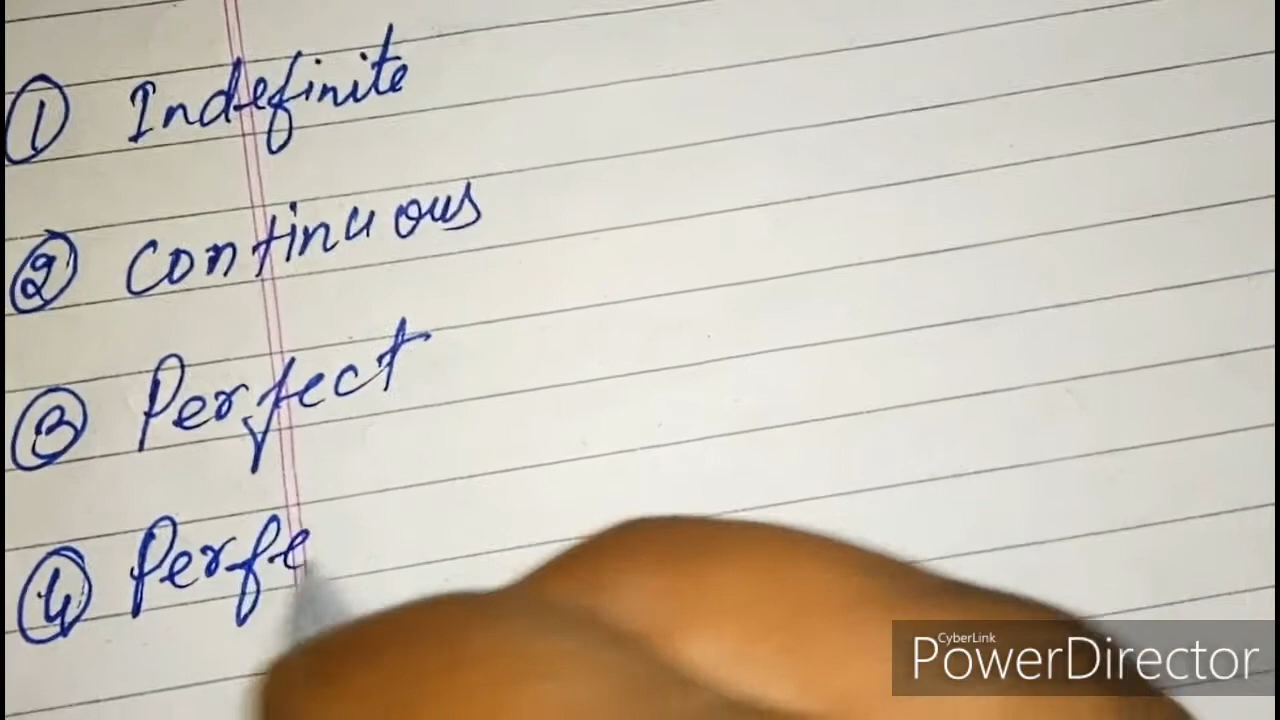 ① Indefinite
② Continuous
③ Perfect
④ Perfe
CyberLink
PowerDirector